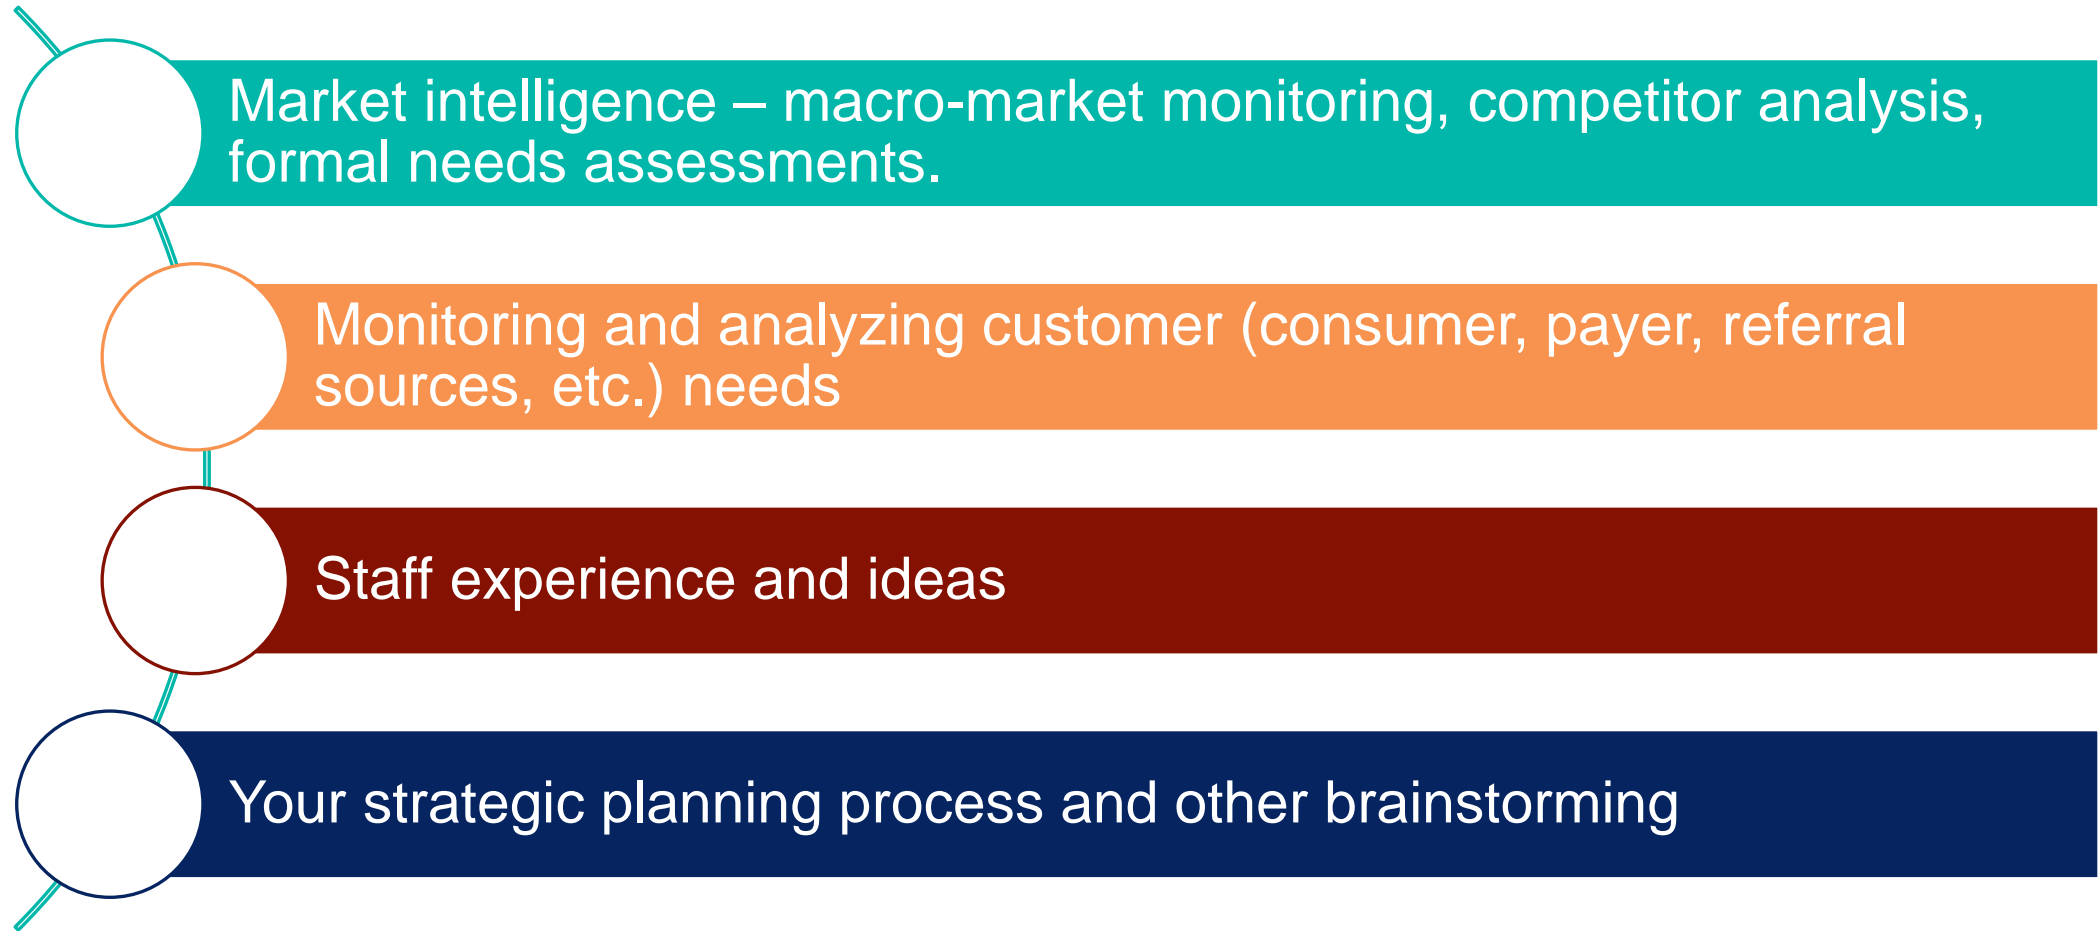 Market intelligence – macro-market monitoring, competitor analysis,
formal needs assessments.
Monitoring and analyzing customer (consumer, payer, referral
sources, etc.) needs
Staff experience and ideas
Your strategic planning process and other brainstorming